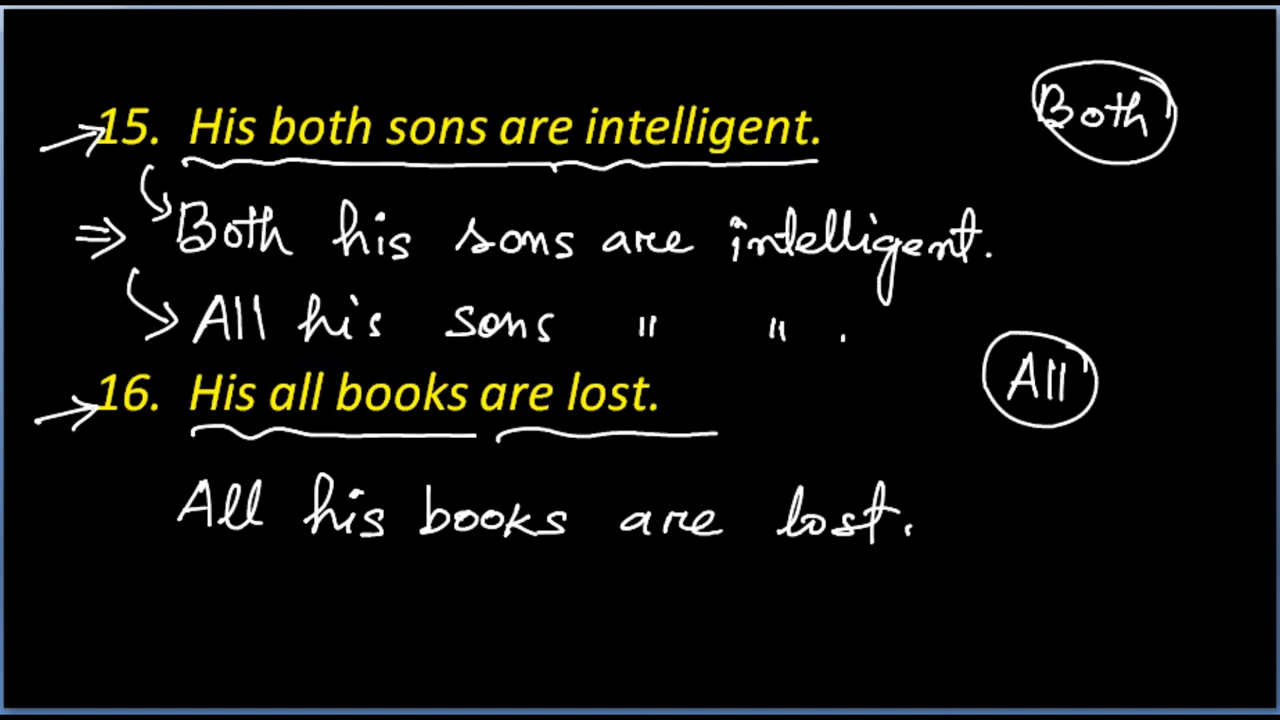 15. His both sons are intelligent.
Both
⇒ Both his sons are intelligent.
All his sons " " .
16. His all books are lost.
All
All his books are lost.